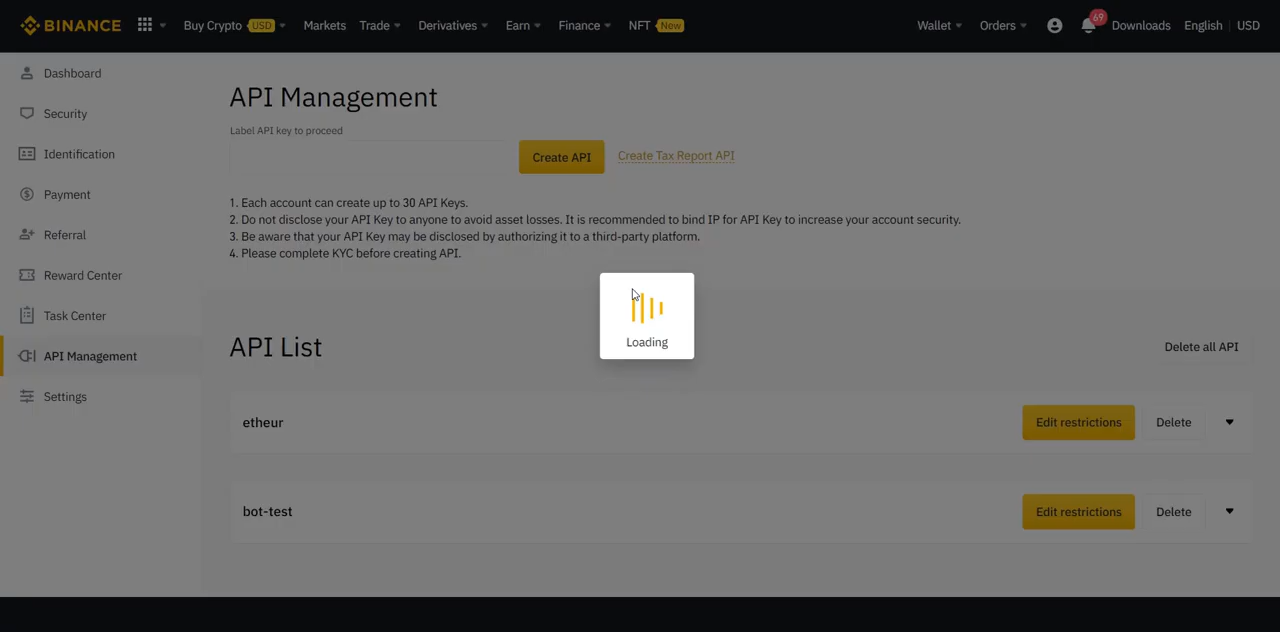 BINANCE Buy Crypto USD Markets Trade Derivatives Earn Finance NFT New Wallet Orders 69 Downloads English USD
Dashboard
Security
Identification
Payment
Referral
Reward Center
Task Center
API Management
Settings
API Management
Label API key to proceed
Create API Create Tax Report API
1. Each account can create up to 30 API Keys.
2. Do not disclose your API Key to anyone to avoid asset losses. It is recommended to bind IP for API Key to increase your account security.
3. Be aware that your API Key may be disclosed by authorizing it to a third-party platform.
4. Please complete KYC before creating API.
Loading
API List Delete all API
etheur Edit restrictions Delete
bot-test Edit restrictions Delete